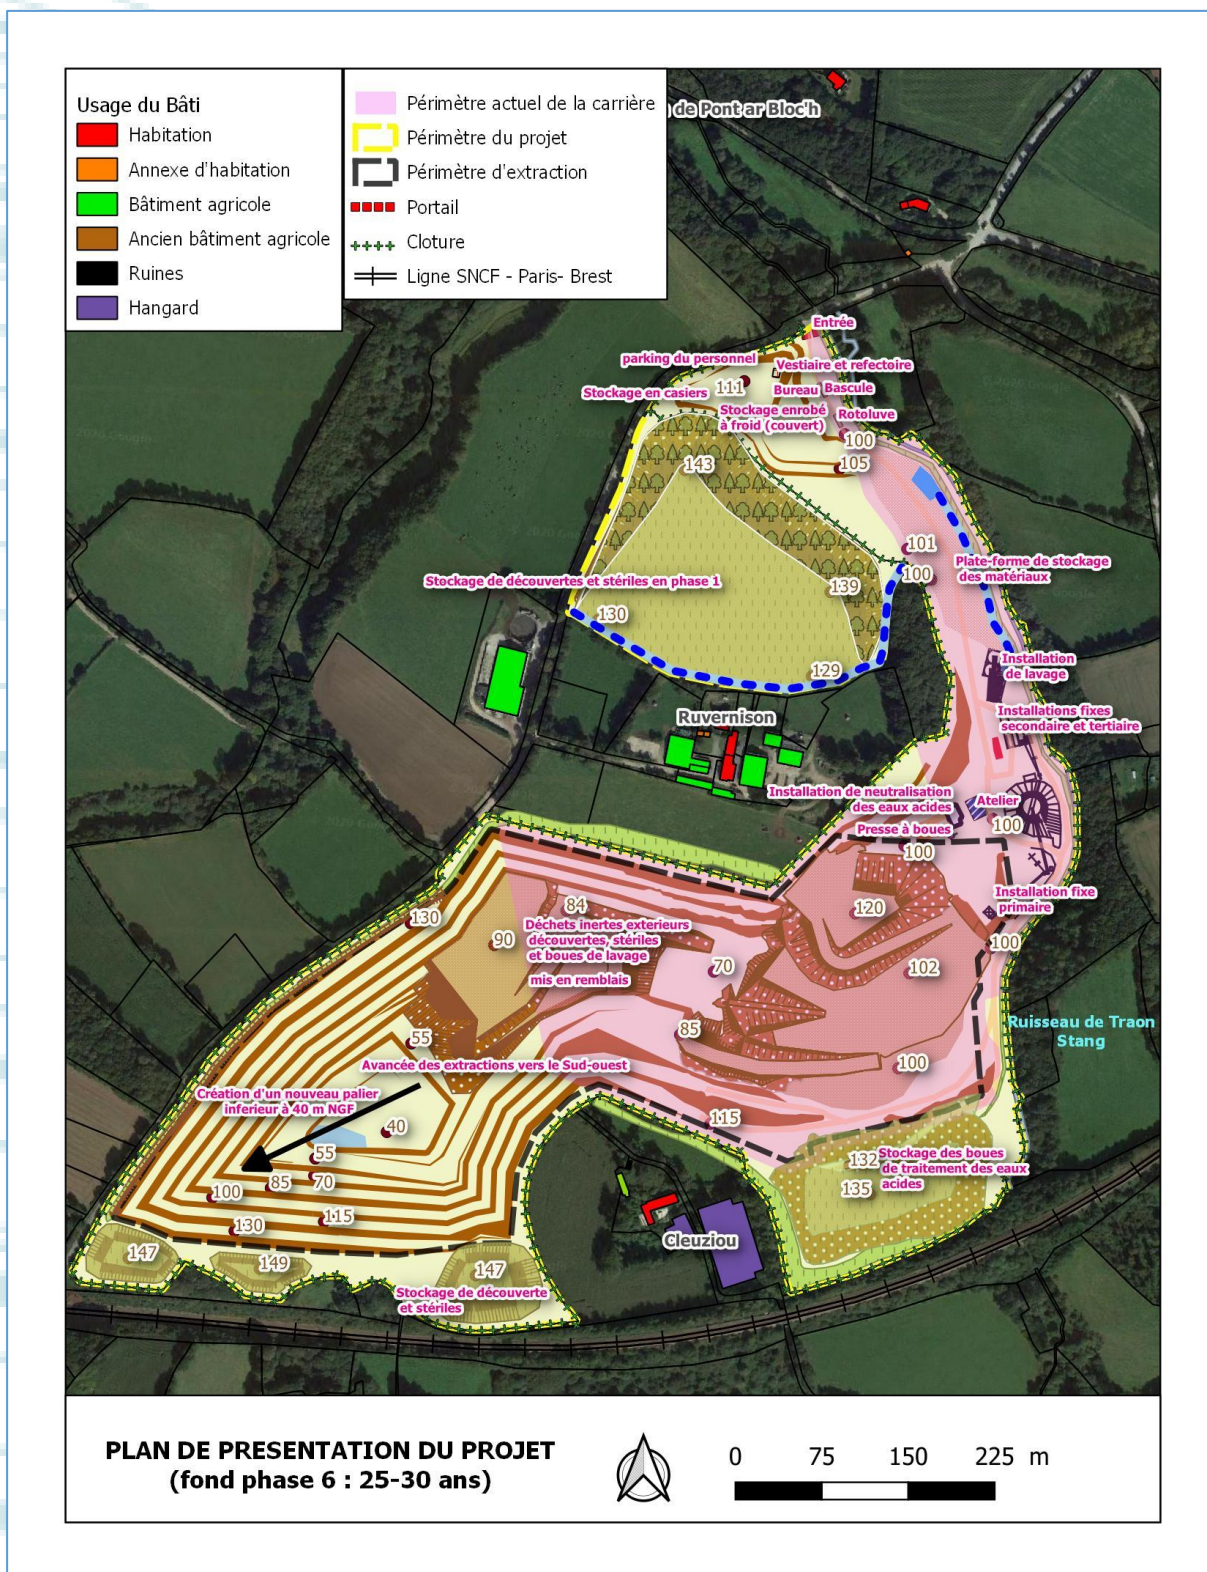 Usage du Bâti
Habitation
Annexe d'habitation
Bâtiment agricole
Ancien bâtiment agricole
Ruines
Hangard
Périmètre actuel de la carrière
Périmètre du projet
Périmètre d'extraction
Portail
Cloture
Ligne SNCF - Paris- Brest
de Pont ar Bloc'h
Entrée
parking du personnel
Vestiaire et refectoire
111
Stockage en casiers
Bureau
Bascule
Stockage enrobé
à froid (couvert)
Rotoluve
100
105
143
101
Plate-forme de stockage
des matériaux
100
Stockage de découvertes et stériles en phase 1
139
130
129
Installation
de lavage
Ruvernison
Installations fixes
secondaire et tertiaire
Installation de neutralisation
des eaux acides
Atelier
100
Presse à boues
100
Installation fixe
primaire
84
120
130
Déchets inertes exterieurs
découvertes, stériles
et boues de lavage
mis en remblais
90
100
70
102
85
Ruisseau de Traon
Stang
55
Avancée des extractions vers le Sud-ouest
100
Création d'un nouveau palier
inferieur à 40 m NGF
40
115
55
132
Stockage des boues
de traitement des eaux
acides
85
70
135
100
130
115
Cleuziou
147
149
147
Stockage de découverte
et stériles
PLAN DE PRESENTATION DU PROJET
(fond phase 6 : 25-30 ans)
0 75 150 225 m